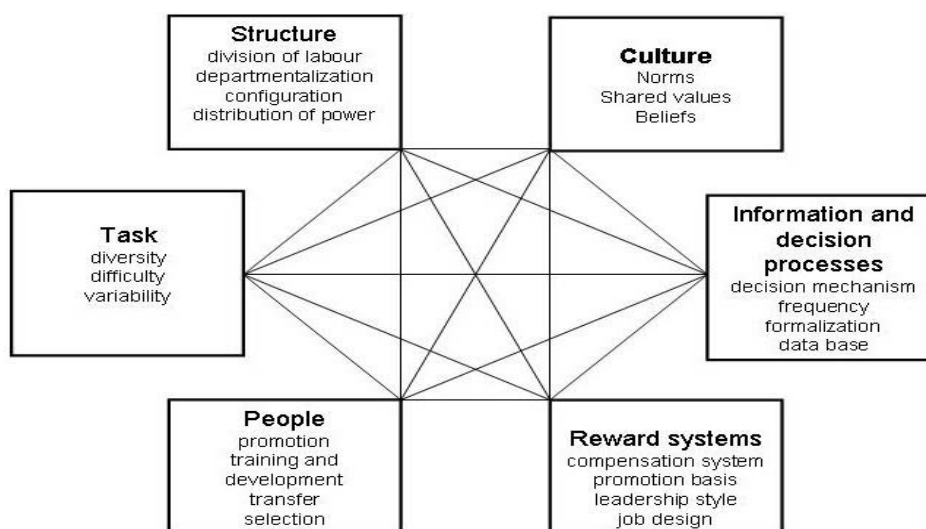 Structure
division of labour
departmentalization
configuration
distribution of power
Culture
Norms
Shared values
Beliefs
Task
diversity
difficulty
variability
Information and
decision
processes
decision mechanism
frequency
formalization
data base
People
promotion
training and
development
transfer
selection
Reward systems
compensation system
promotion basis
leadership style
job design